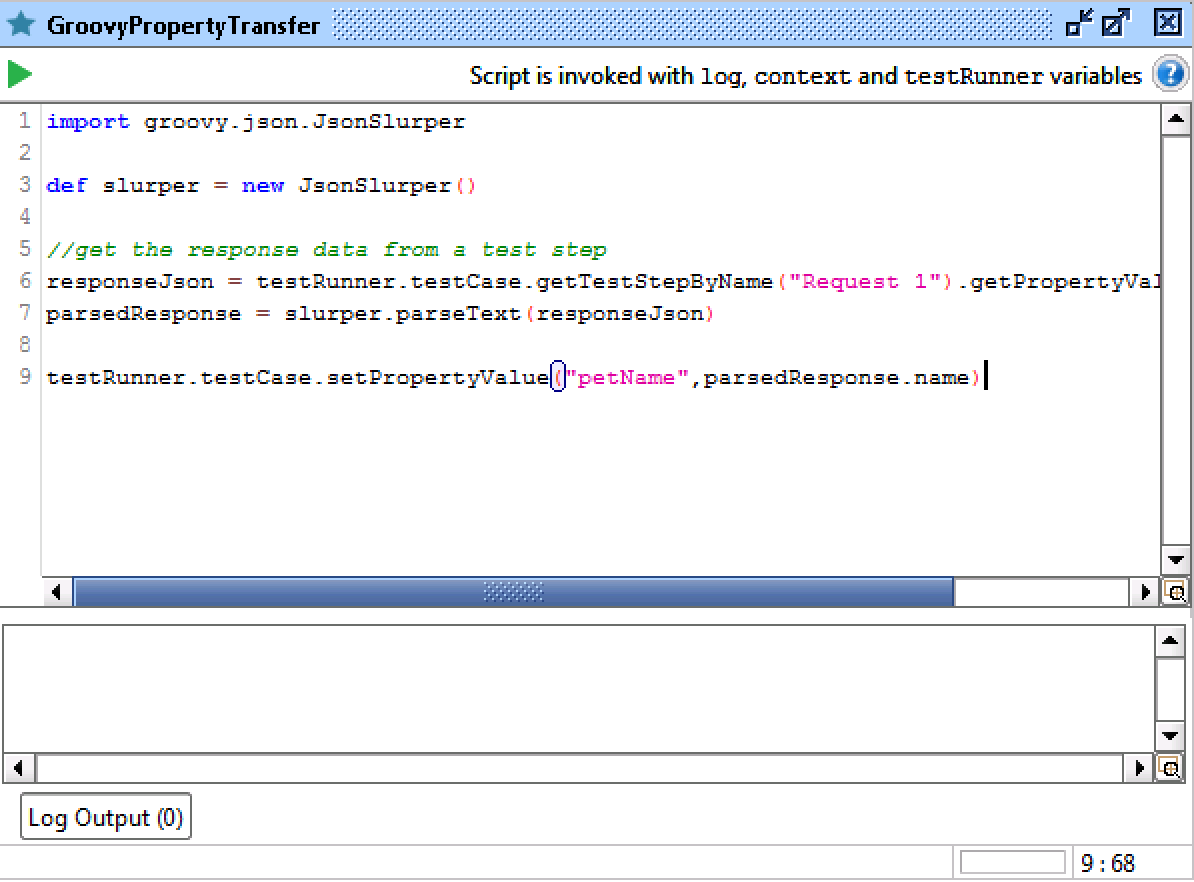 GroovyPropertyTransfer
Script is invoked with log, context and testRunner variables
1 import groovy.json.JsonSlurper
2
3 def slurper = new JsonSlurper()
4
5 //get the response data from a test step
6 responseJson = testRunner.testCase.getTestStepByName("Request 1").getPropertyVal
7 parsedResponse = slurper.parseText(responseJson)
8
9 testRunner.testCase.setPropertyValue("petName",parsedResponse.name)
Log Output (0)
9:68